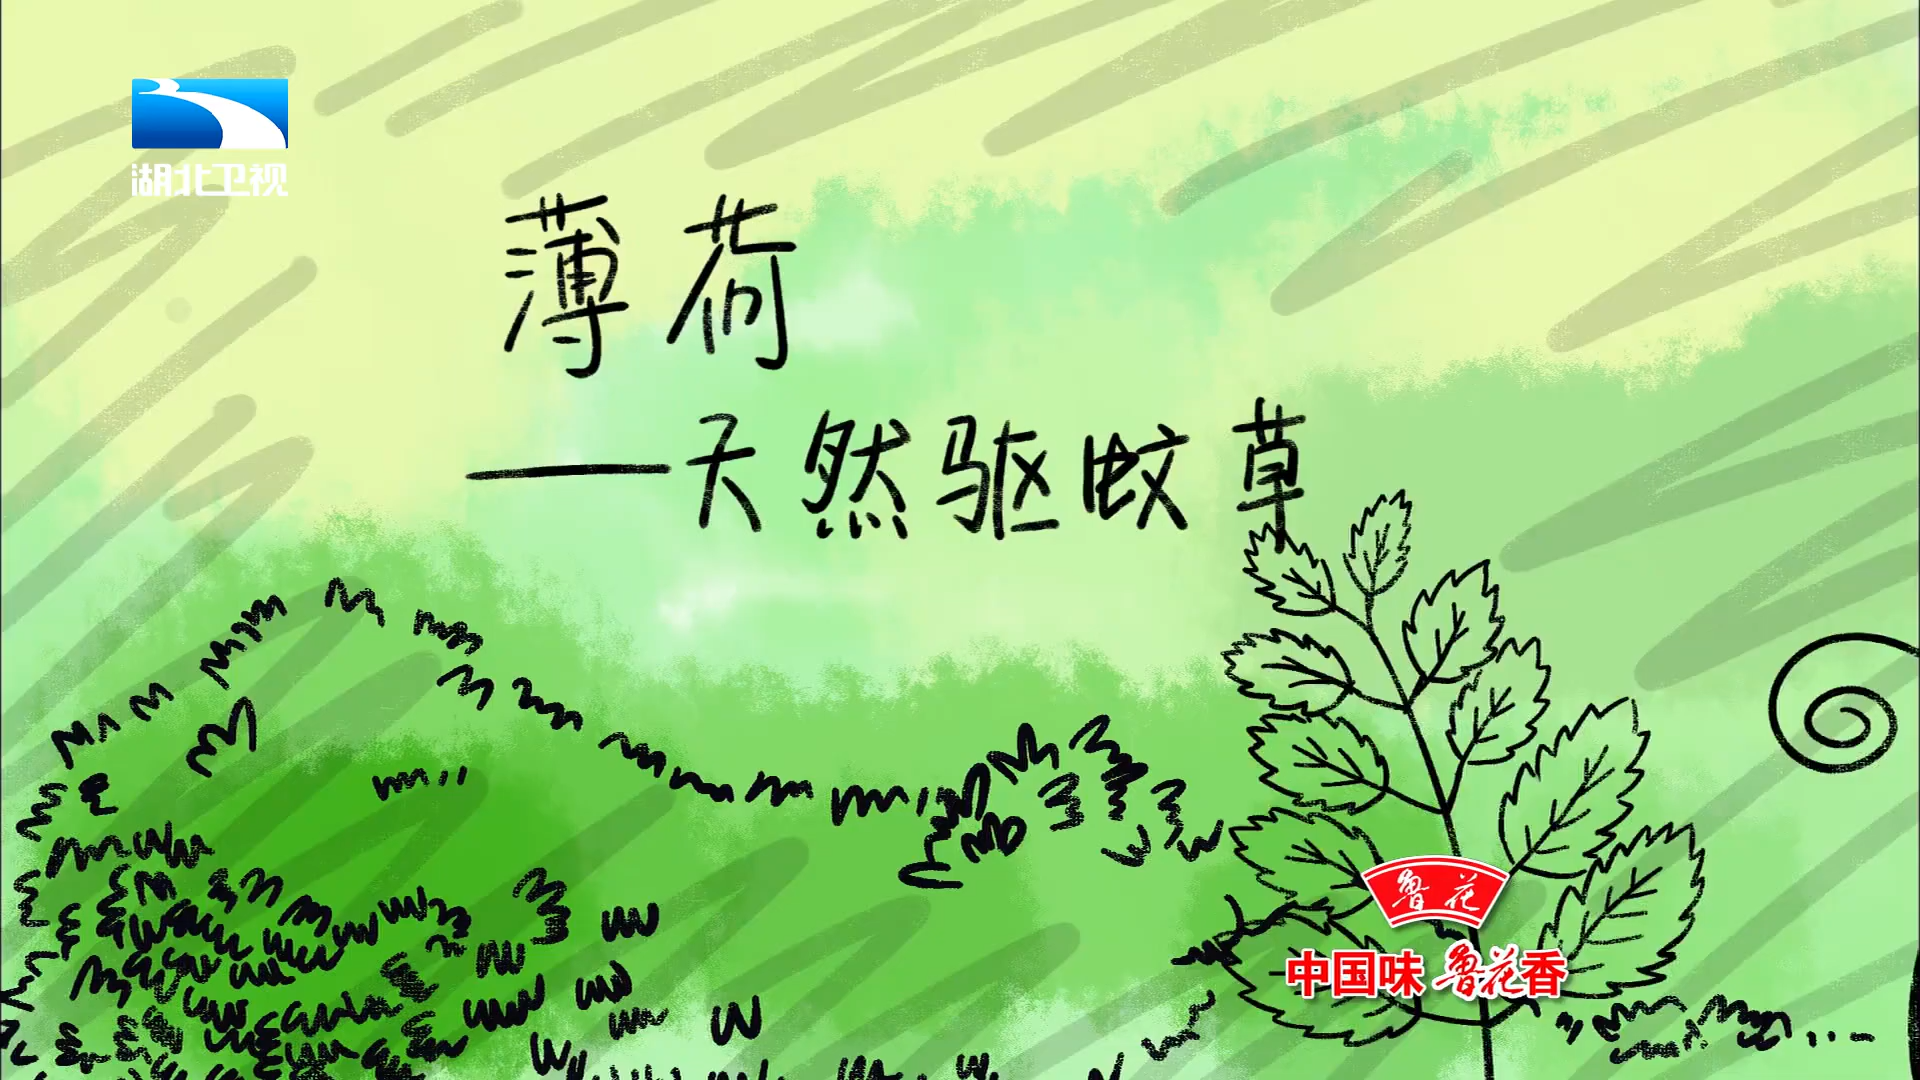 湖北卫视
薄荷
——天然驱蚊草
鲁花
中国味 鲁花香